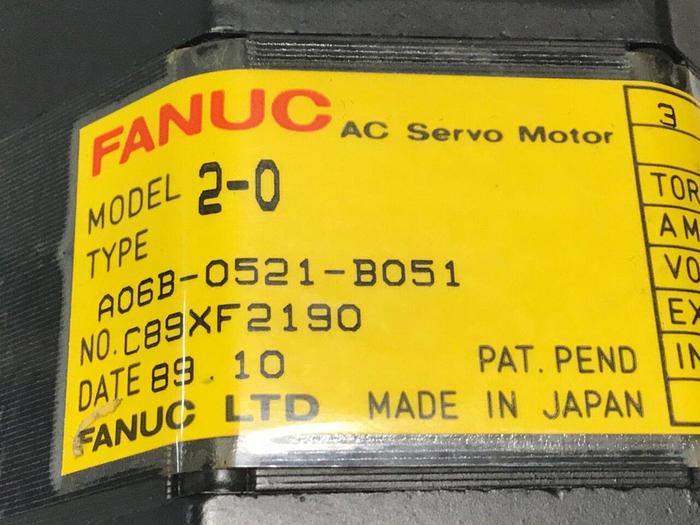 FANUC AC Servo Motor
MODEL 2-0
TYPE
A06B-0521-B051
NO. C89XF2190
DATE 89.10
PAT. PEND
FANUC LTD MADE IN JAPAN
3
TOR
AM
VO
EX
IN